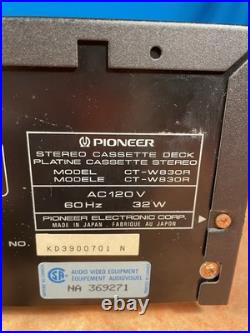 PIONEER
STEREO CASSETTE DECK
PLATINE CASSETTE STEREO
MODEL CT-W830R
MODELE CT-W830R
AC120V
60Hz 32W
PIONEER ELECTRONIC CORP.
MADE IN JAPAN FABRIQUE AU JAPON
NO. KD3900701 N
AUDIO VIDEO EQUIPMENT
EQUIPEMENT AUDIOVISUEL
NA 369271